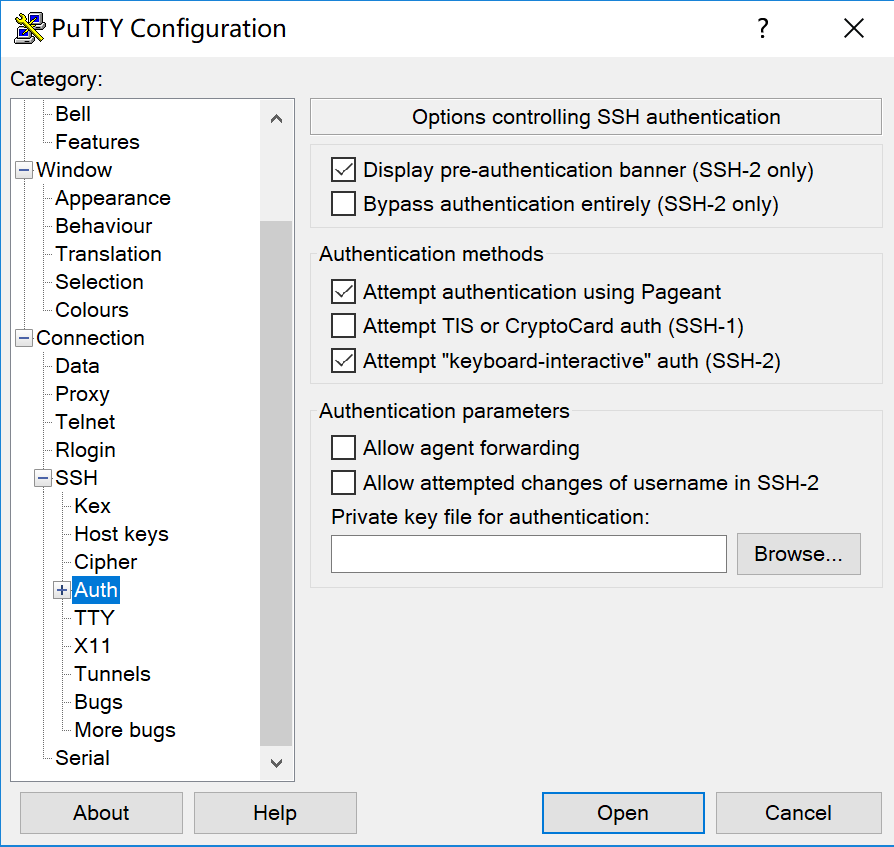 PuTTY Configuration
?
Category:
Bell
Features
Window
Appearance
Behaviour
Translation
Selection
Colours
Connection
Data
Proxy
Telnet
Rlogin
SSH
Kex
Host keys
Cipher
Auth
TTY
X11
Tunnels
Bugs
More bugs
Serial
Options controlling SSH authentication
Display pre-authentication banner (SSH-2 only)
Bypass authentication entirely (SSH-2 only)
Authentication methods
Attempt authentication using Pageant
Attempt TIS or CryptoCard auth (SSH-1)
Attempt "keyboard-interactive" auth (SSH-2)
Authentication parameters
Allow agent forwarding
Allow attempted changes of username in SSH-2
Private key file for authentication:
Browse...
About
Help
Open
Cancel